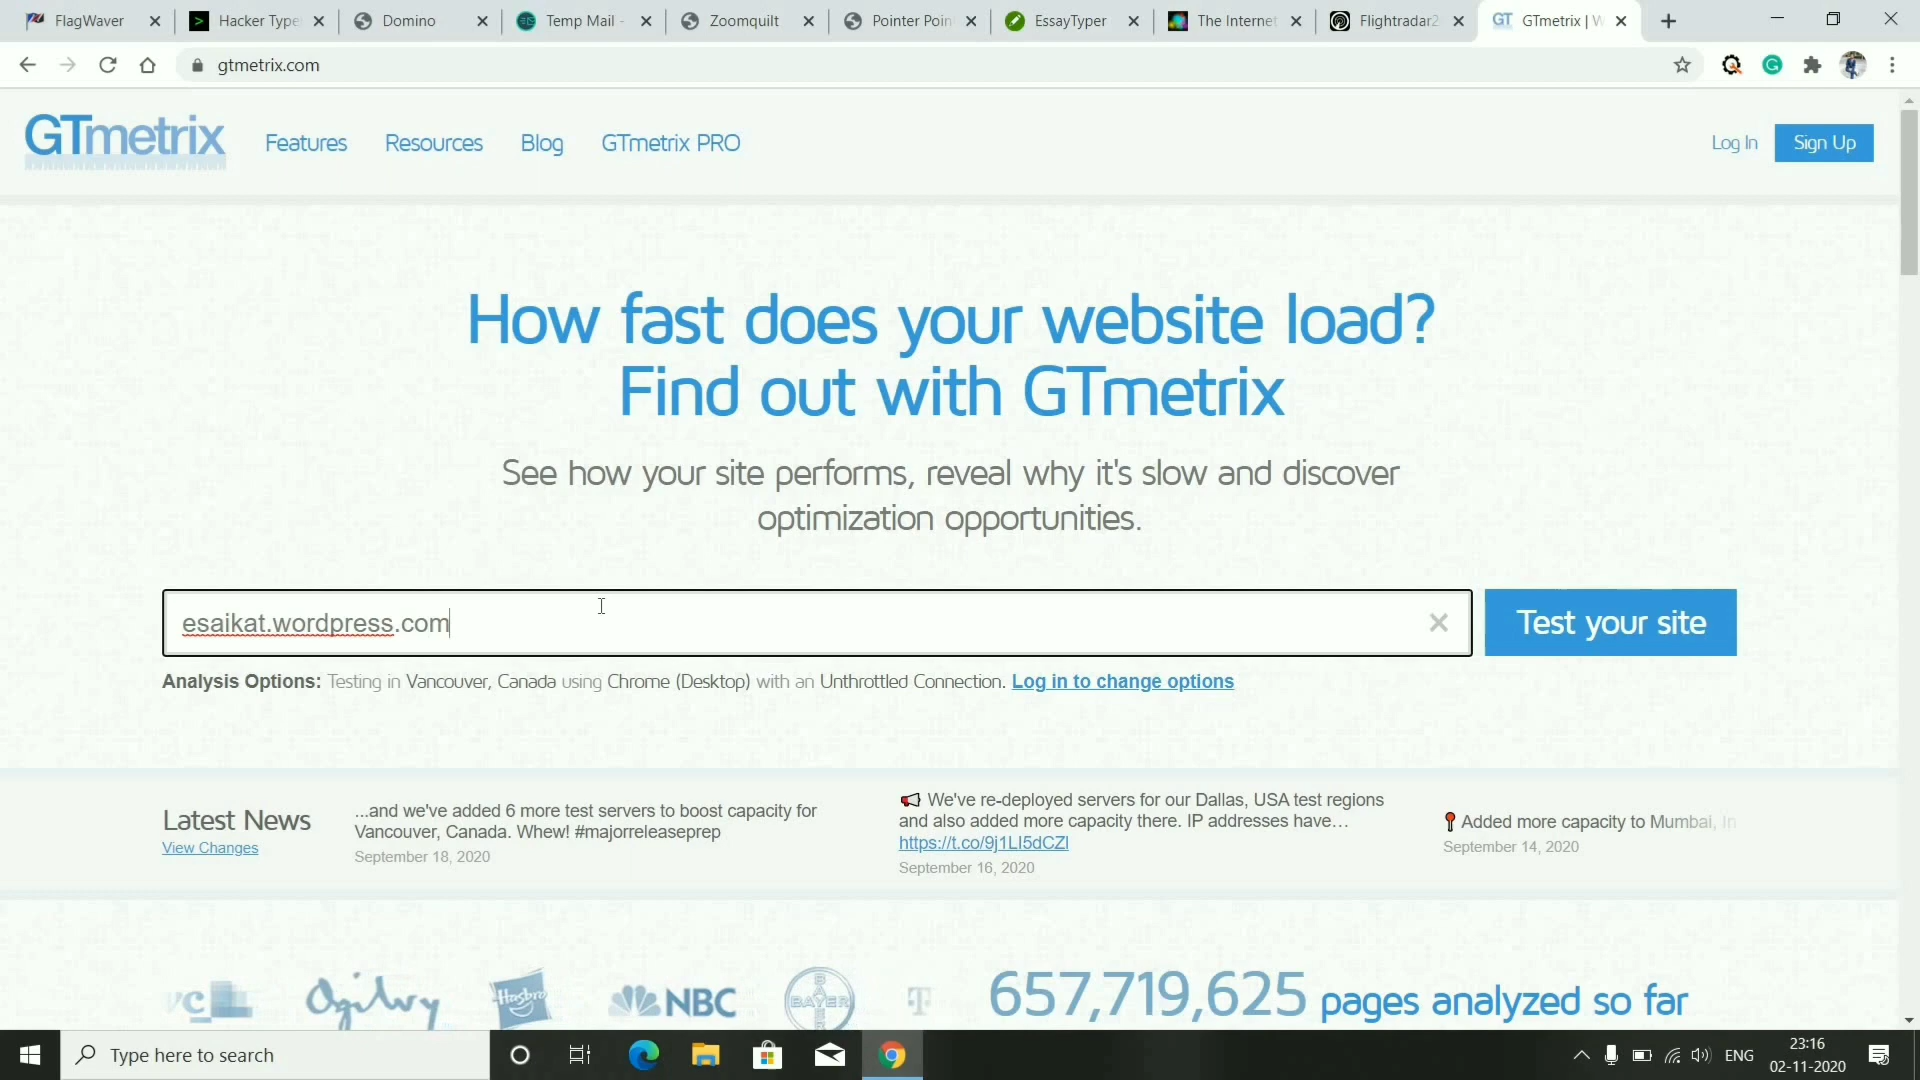 FlagWaver
Hacker Type
Domino
Temp Mail -
Zoomquilt
Pointer Poin
EssayTyper
The Internet
Flightradar2
GT GTmetrix | W
gtmetrix.com
GTmetrix
Features
Resources
Blog
GTmetrix PRO
Log In
Sign Up
How fast does your website load?
Find out with GTmetrix
See how your site performs, reveal why it's slow and discover
optimization opportunities.
esaikat.wordpress.com
Test your site
Analysis Options: Testing in Vancouver, Canada using Chrome (Desktop) with an Unthrottled Connection. Log in to change options
Latest News
View Changes
...and we've added 6 more test servers to boost capacity for
Vancouver, Canada. Whew! #majorreleaseprep
September 18, 2020
We've re-deployed servers for our Dallas, USA test regions
and also added more capacity there. IP addresses have…
https://t.co/9j1LI5dCZl
September 16, 2020
Added more capacity to Mumbai, In
September 14, 2020
Ogilvy
Hasbro
NBC
BAYER
T
657,719,625 pages analyzed so far
Type here to search
ENG
23:16
02-11-2020